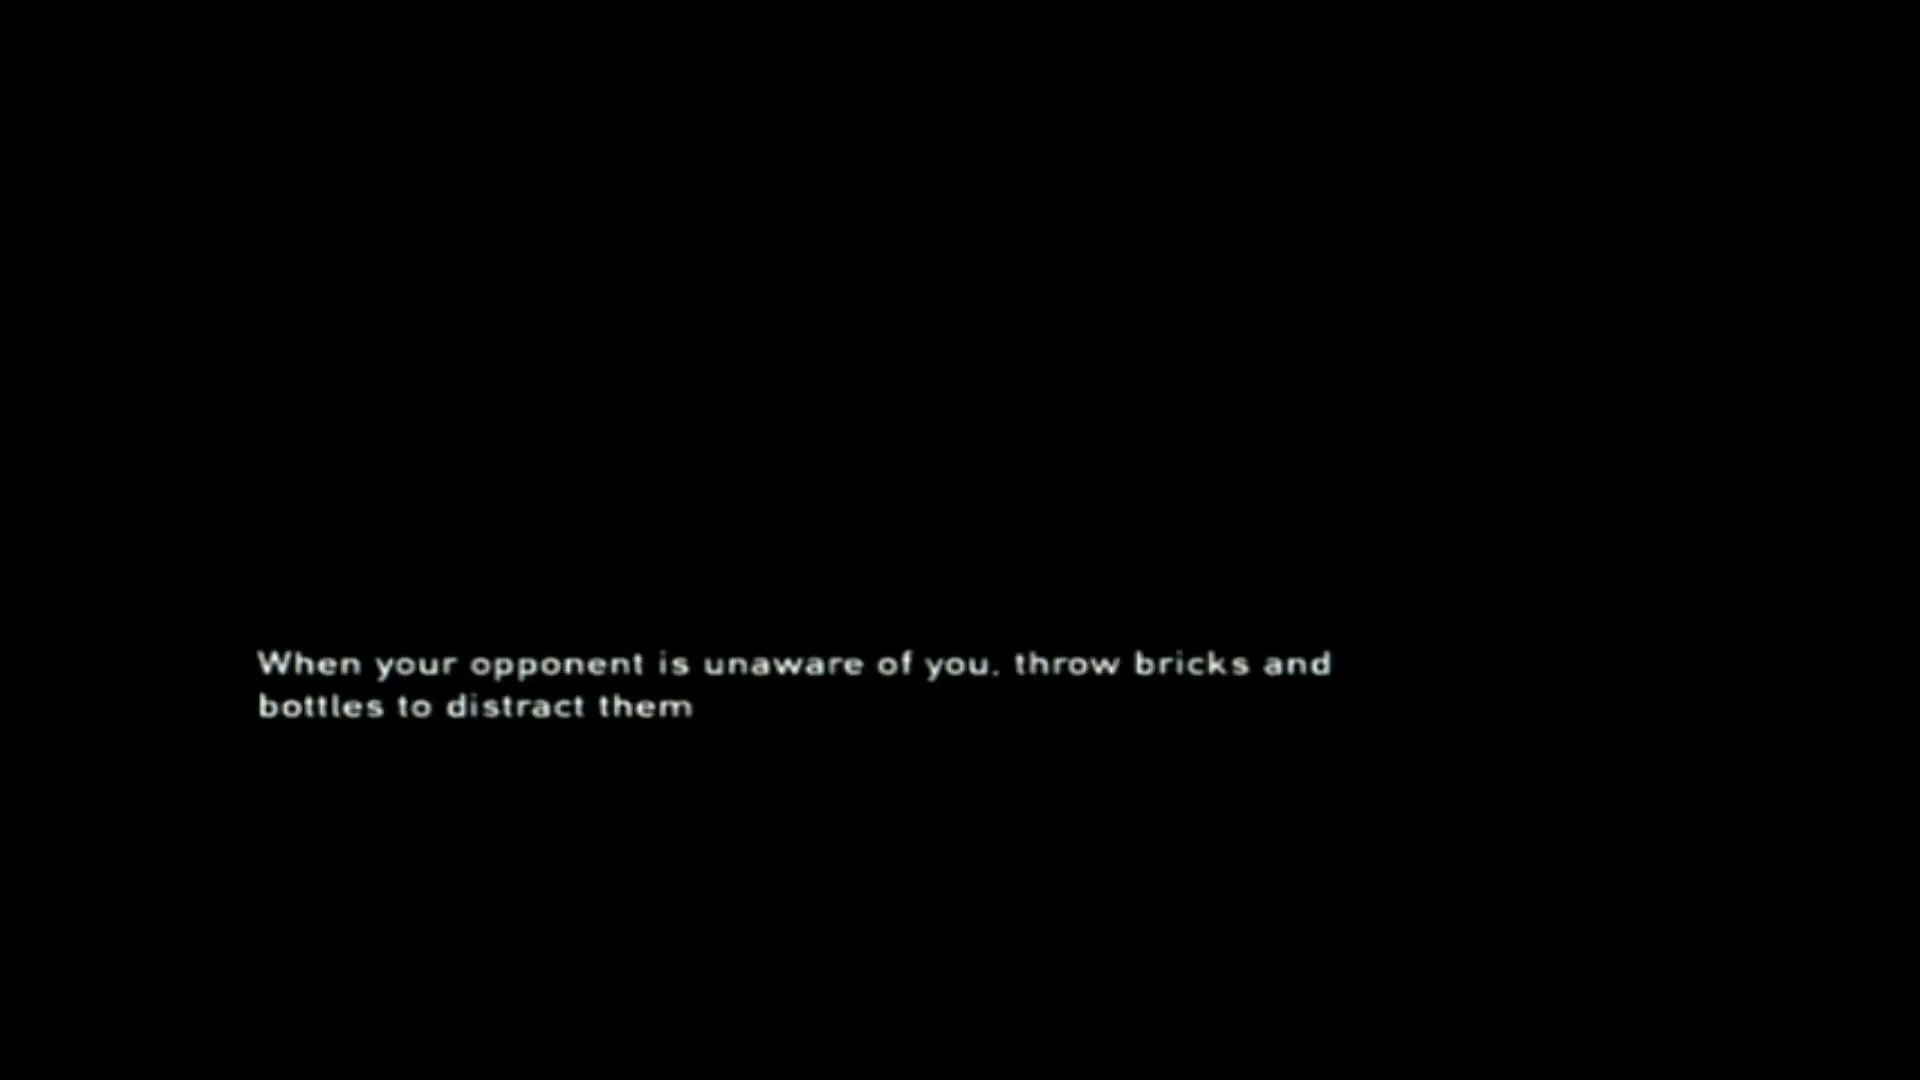 When your opponent is unaware of you, throw bricks and
bottles to distract them